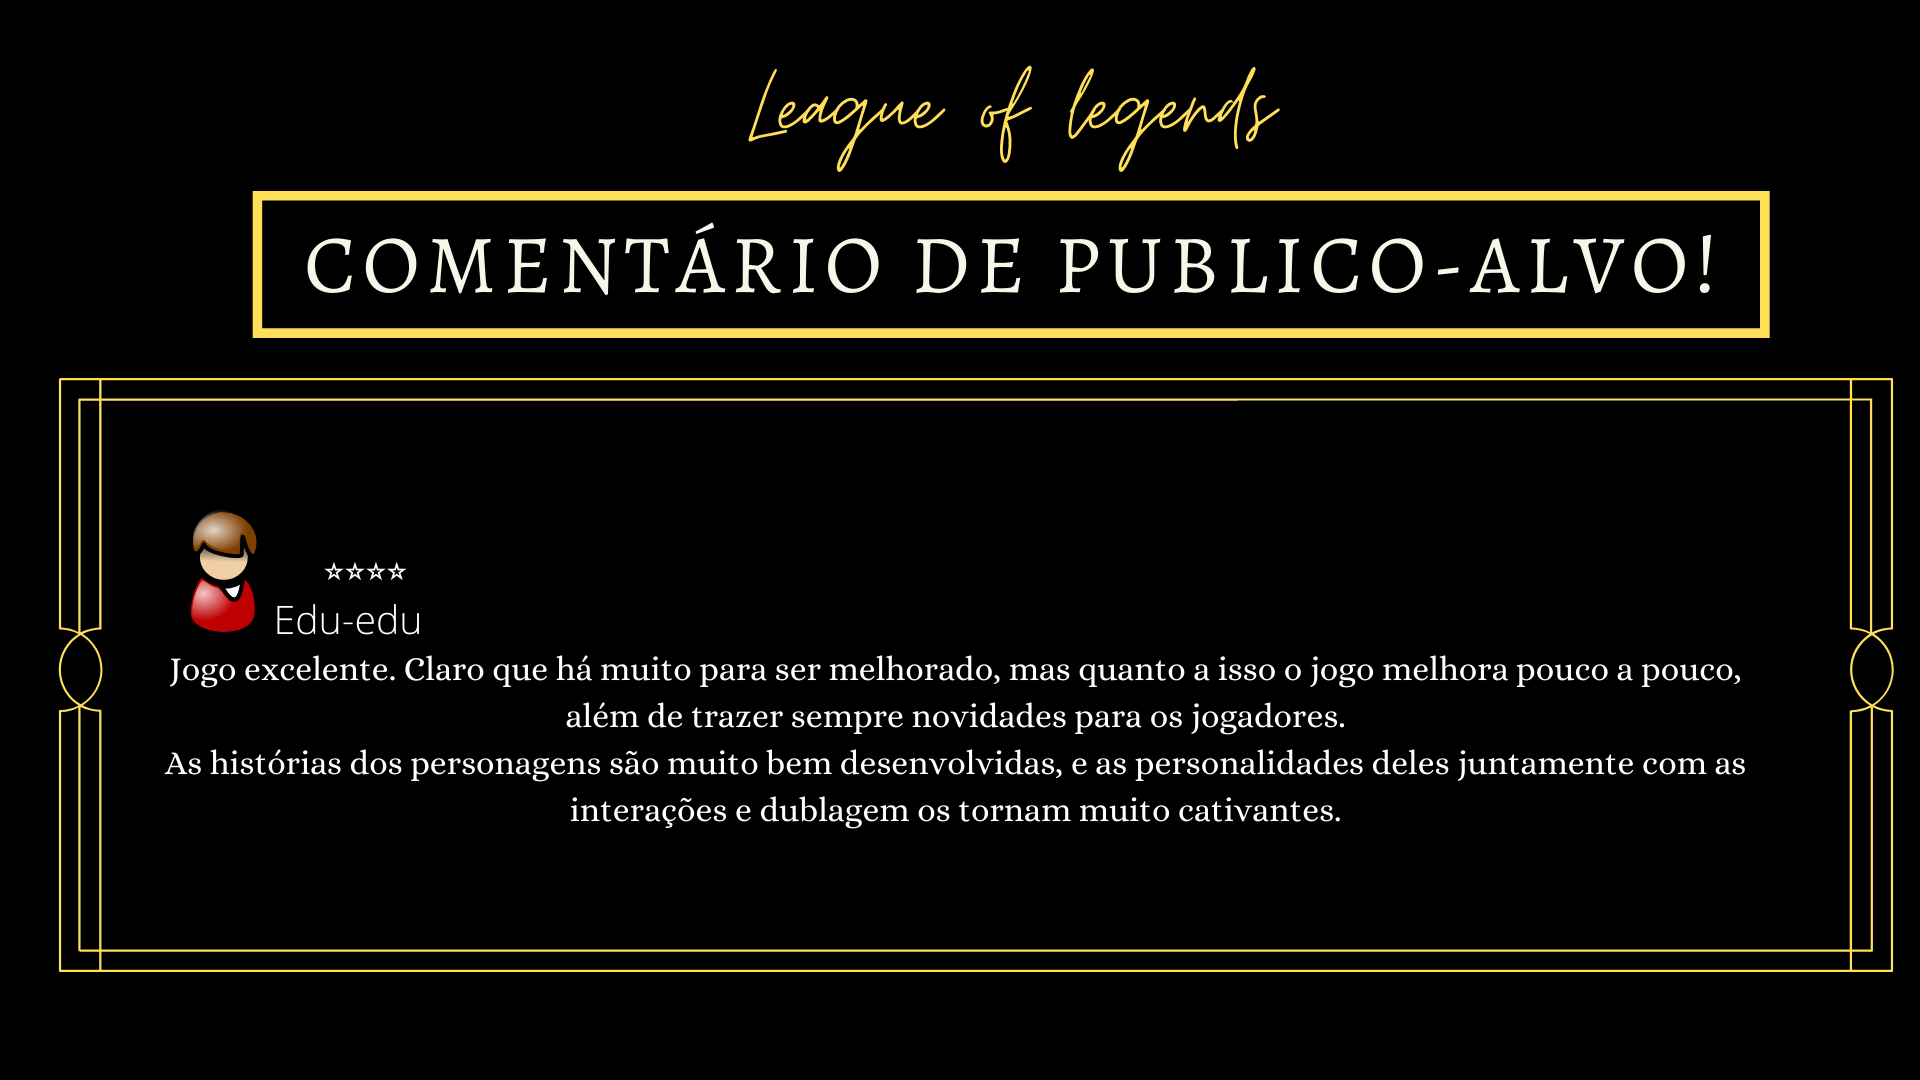 League of legends
COMENTÁRIO DE PUBLICO-ALVO!
☆☆☆☆
Edu-edu
Jogo excelente. Claro que há muito para ser melhorado, mas quanto a isso o jogo melhora pouco a pouco,
além de trazer sempre novidades para os jogadores.
As histórias dos personagens são muito bem desenvolvidas, e as personalidades deles juntamente com as
interações e dublagem os tornam muito cativantes.